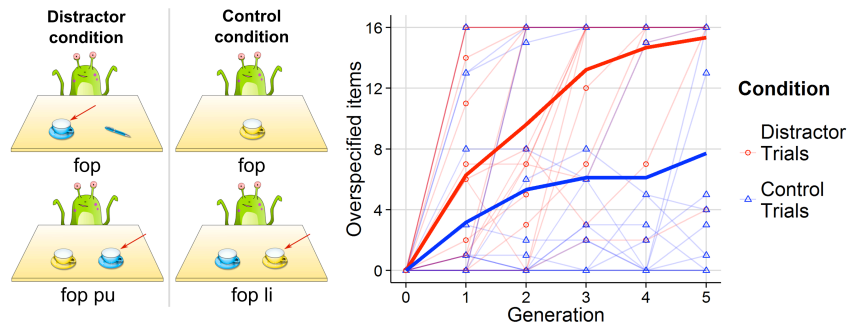 Distractor
condition
Control
condition
fop
fop
fop pu
fop li
Overspecified items
16
12
8
4
0
0 1 2 3 4 5
Generation
Condition
Distractor
Trials
Control
Trials